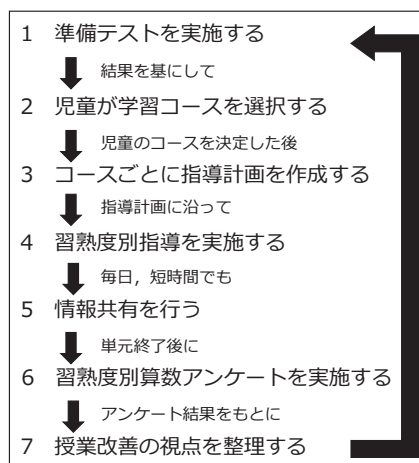 1 準備テストを実施する
結果を基にして
2 児童が学習コースを選択する
児童のコースを決定した後
3 コースごとに指導計画を作成する
指導計画に沿って
4 習熟度別指導を実施する
毎日，短時間でも
5 情報共有を行う
単元終了後に
6 習熟度別算数アンケートを実施する
アンケート結果をもとに
7 授業改善の視点を整理する